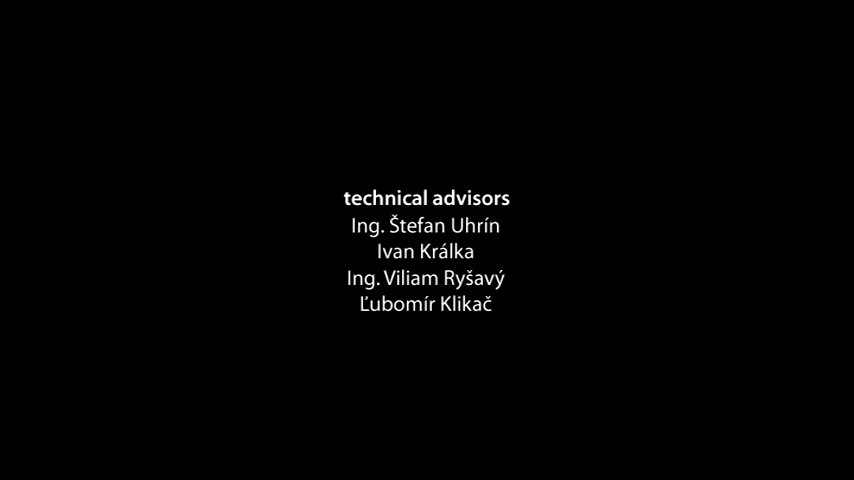 technical advisors
Ing. Štefan Uhrín
Ivan Králka
Ing. Viliam Ryšavý
Ľubomír Klikač